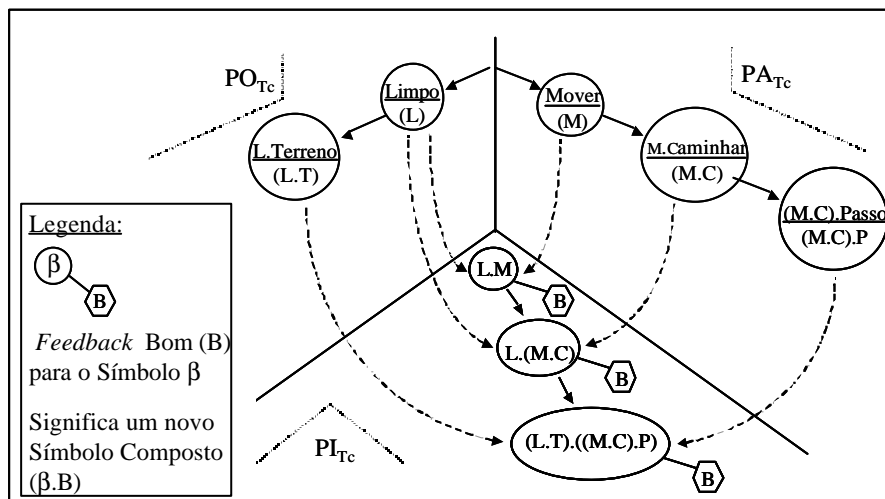 PO_Tc
PA_Tc
Limpo
(L)
Mover
(M)
L.Terreno
(L.T)
M.Caminhar
(M.C)
(M.C).Passo
(M.C).P
L.M
B
L.(M.C)
B
(L.T).((M.C).P)
B
PI_Tc
Legenda:
β
B
Feedback Bom (B)
para o Símbolo β
Significa um novo
Símbolo Composto
(β.B)